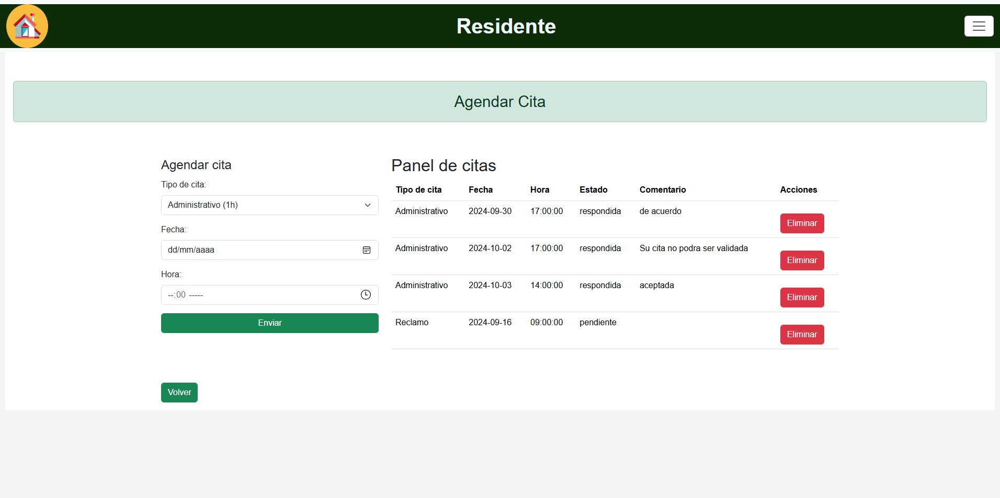 Residente
Agendar Cita
Agendar cita
Tipo de cita:
Administrativo (1h)
Fecha:
dd/mm/aaaa
Hora:
--:00 -----
Enviar
Panel de citas
Tipo de cita Fecha Hora Estado Comentario Acciones
Administrativo 2024-09-30 17:00:00 respondida de acuerdo Eliminar
Administrativo 2024-10-02 17:00:00 respondida Su cita no podra ser validada Eliminar
Administrativo 2024-10-03 14:00:00 respondida aceptada Eliminar
Reclamo 2024-09-16 09:00:00 pendiente Eliminar
Volver